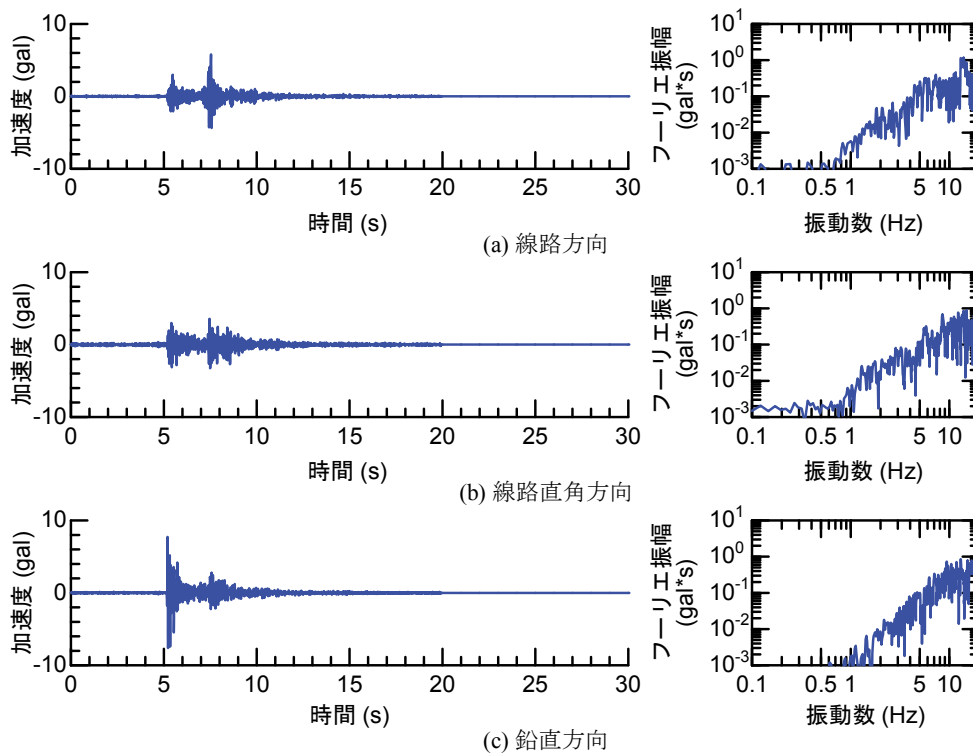 10
0
-10
加速度 (gal)
0 5 10 15 20 25 30
時間 (s)
10¹
10⁰
10⁻¹
10⁻²
10⁻³
フーリエ振幅
(gal*s)
0.1 0.5 1 5 10
振動数 (Hz)
(a) 線路方向
10
0
-10
加速度 (gal)
0 5 10 15 20 25 30
時間 (s)
10¹
10⁰
10⁻¹
10⁻²
10⁻³
フーリエ振幅
(gal*s)
0.1 0.5 1 5 10
振動数 (Hz)
(b) 線路直角方向
10
0
-10
加速度 (gal)
0 5 10 15 20 25 30
時間 (s)
10¹
10⁰
10⁻¹
10⁻²
10⁻³
フーリエ振幅
(gal*s)
0.1 0.5 1 5 10
振動数 (Hz)
(c) 鉛直方向